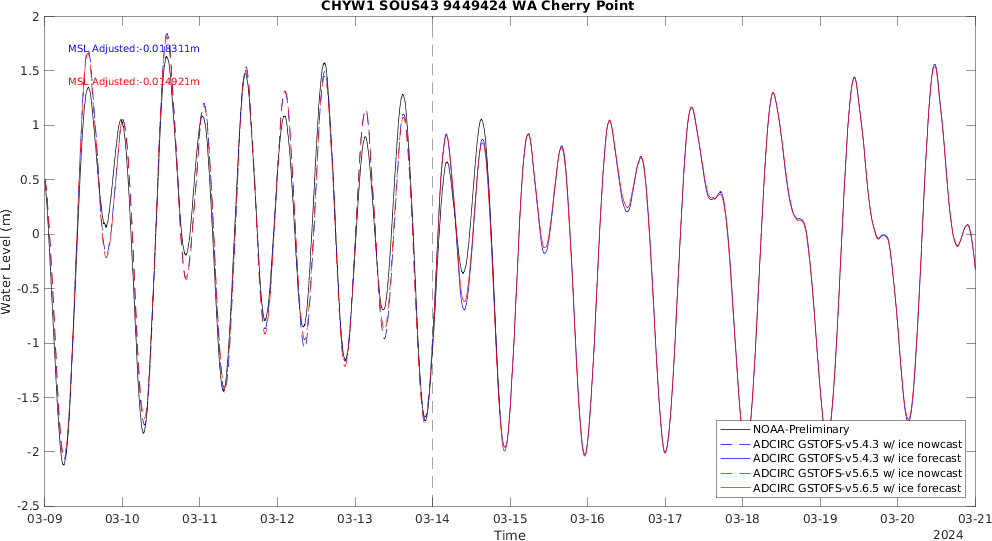 CHYW1 SOUS43 9449424 WA Cherry Point
MSL Adjusted:-0.018311m
MSL Adjusted:-0.014921m
Water Level (m)
2
1.5
1
0.5
0
-0.5
-1
-1.5
-2
-2.5
NOAA-Preliminary
ADCIRC GSTOFS-v5.4.3 w/ ice nowcast
ADCIRC GSTOFS-v5.4.3 w/ ice forecast
ADCIRC GSTOFS-v5.6.5 w/ ice nowcast
ADCIRC GSTOFS-v5.6.5 w/ ice forecast
03-09 03-10 03-11 03-12 03-13 03-14 03-15 03-16 03-17 03-18 03-19 03-20 03-21
Time
2024